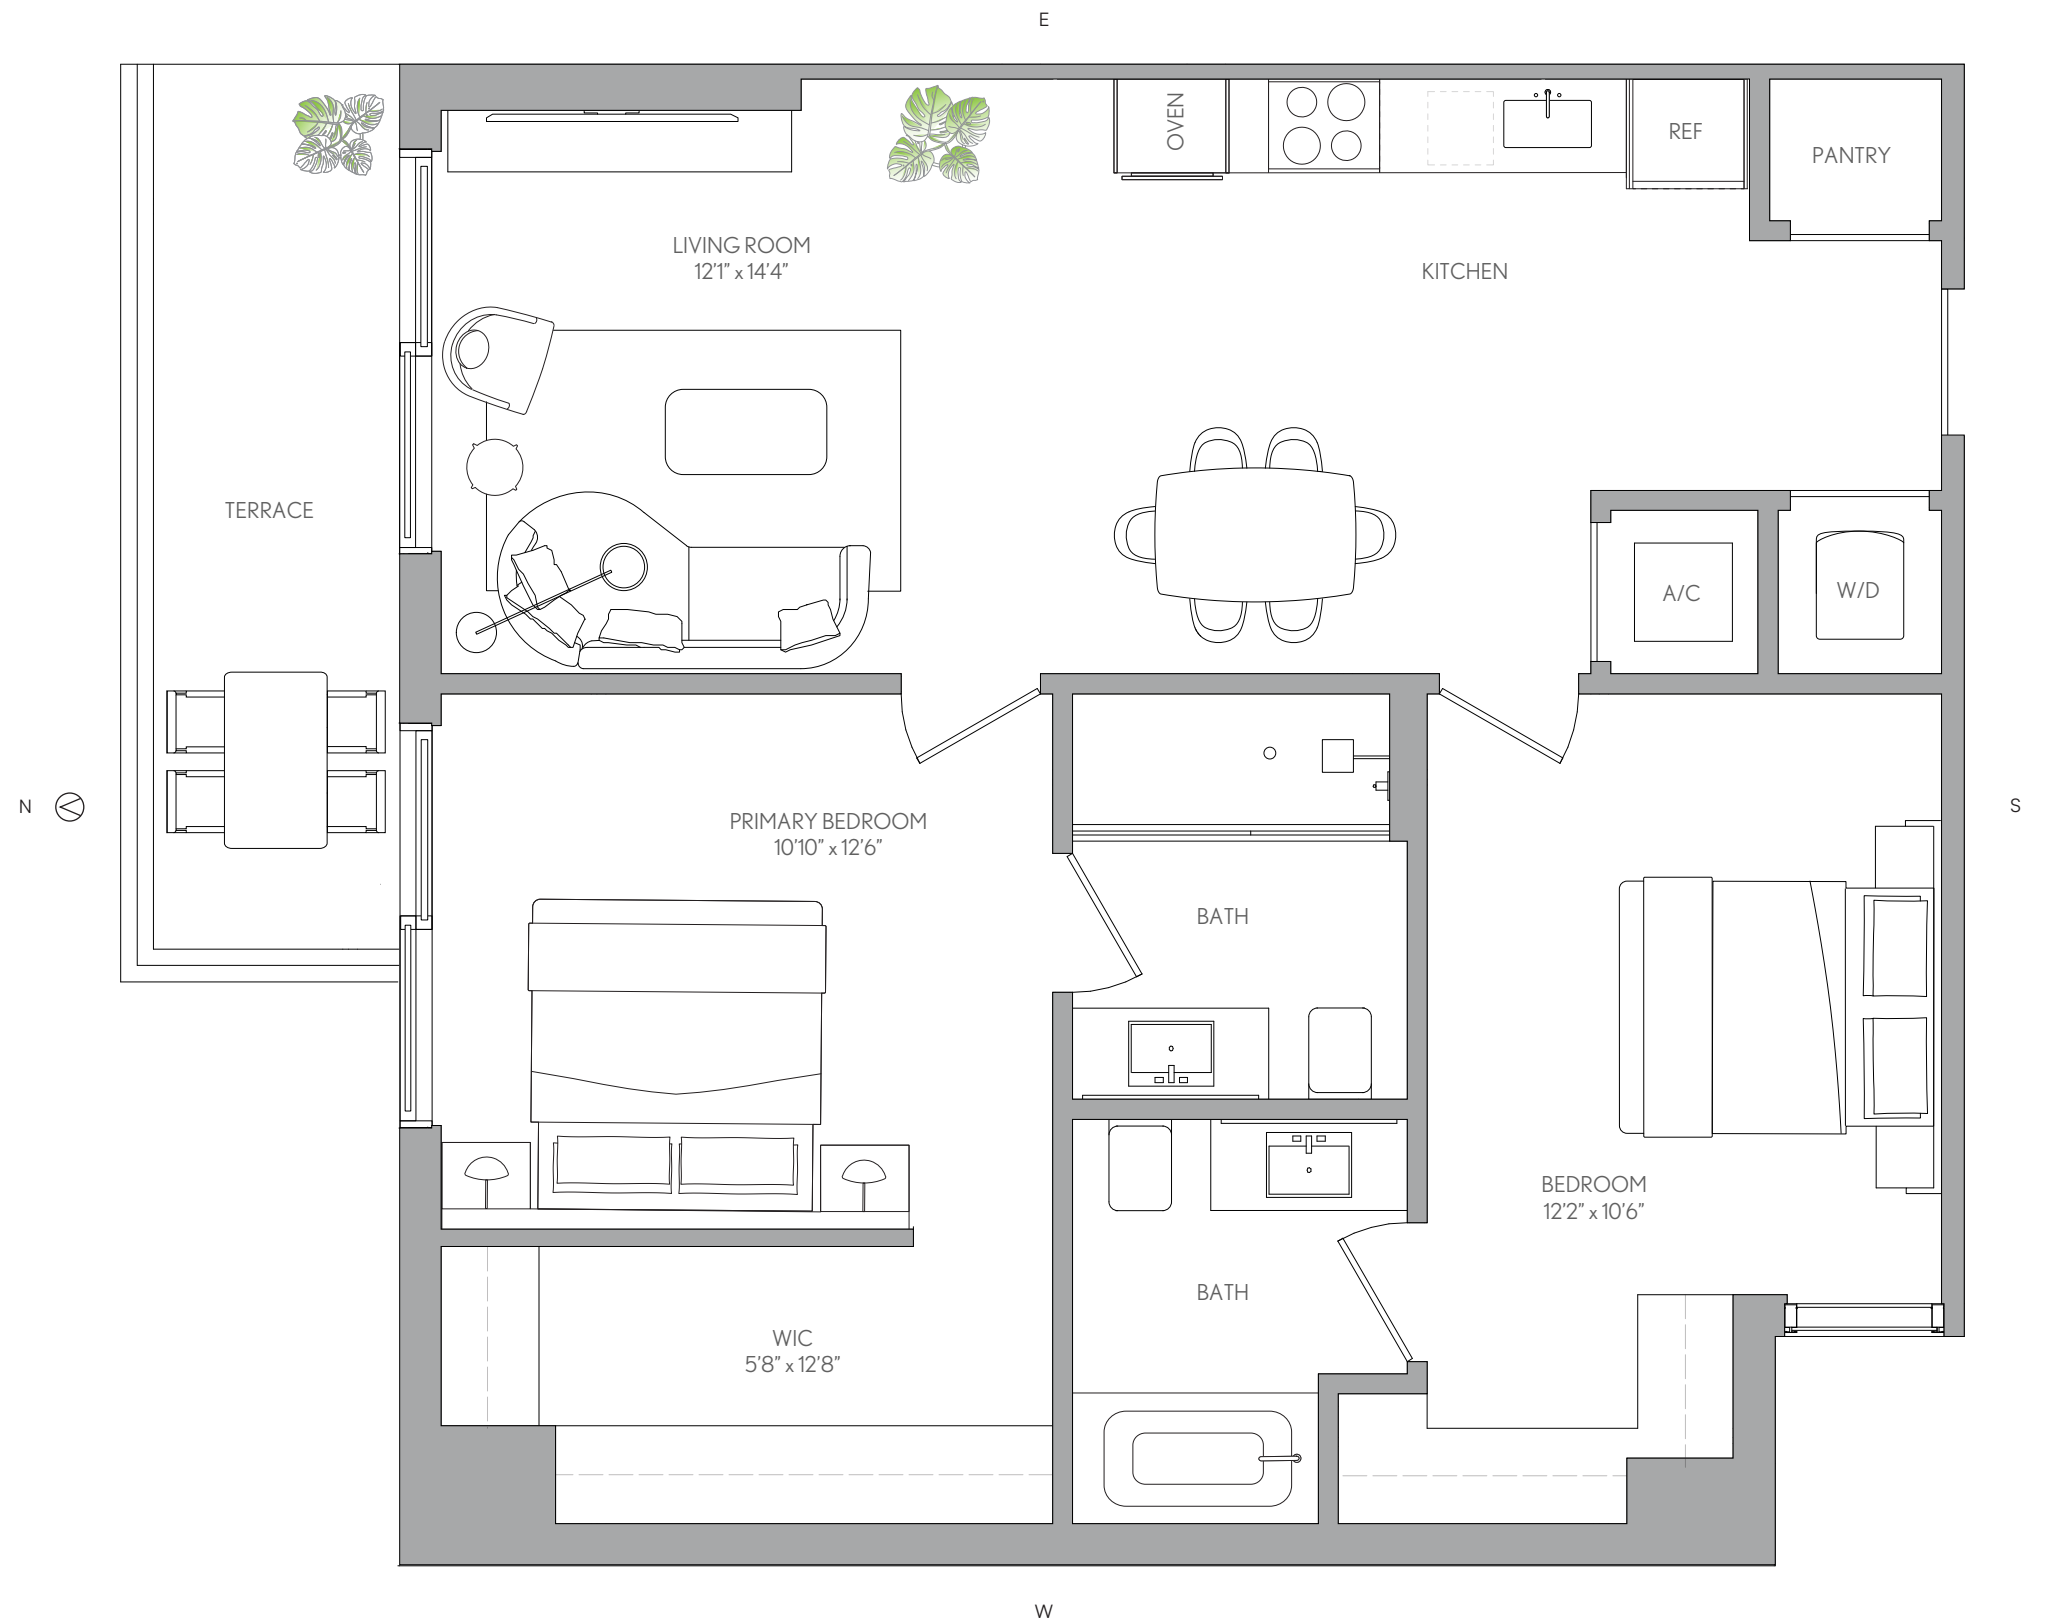 E
OVEN
REF
PANTRY
LIVING ROOM
12'1" x 14'4"
KITCHEN
TERRACE
A/C
W/D
N
S
PRIMARY BEDROOM
10'10" x 12'6"
BATH
BEDROOM
12'2" x 10'6"
BATH
WIC
5'8" x 12'8"
W